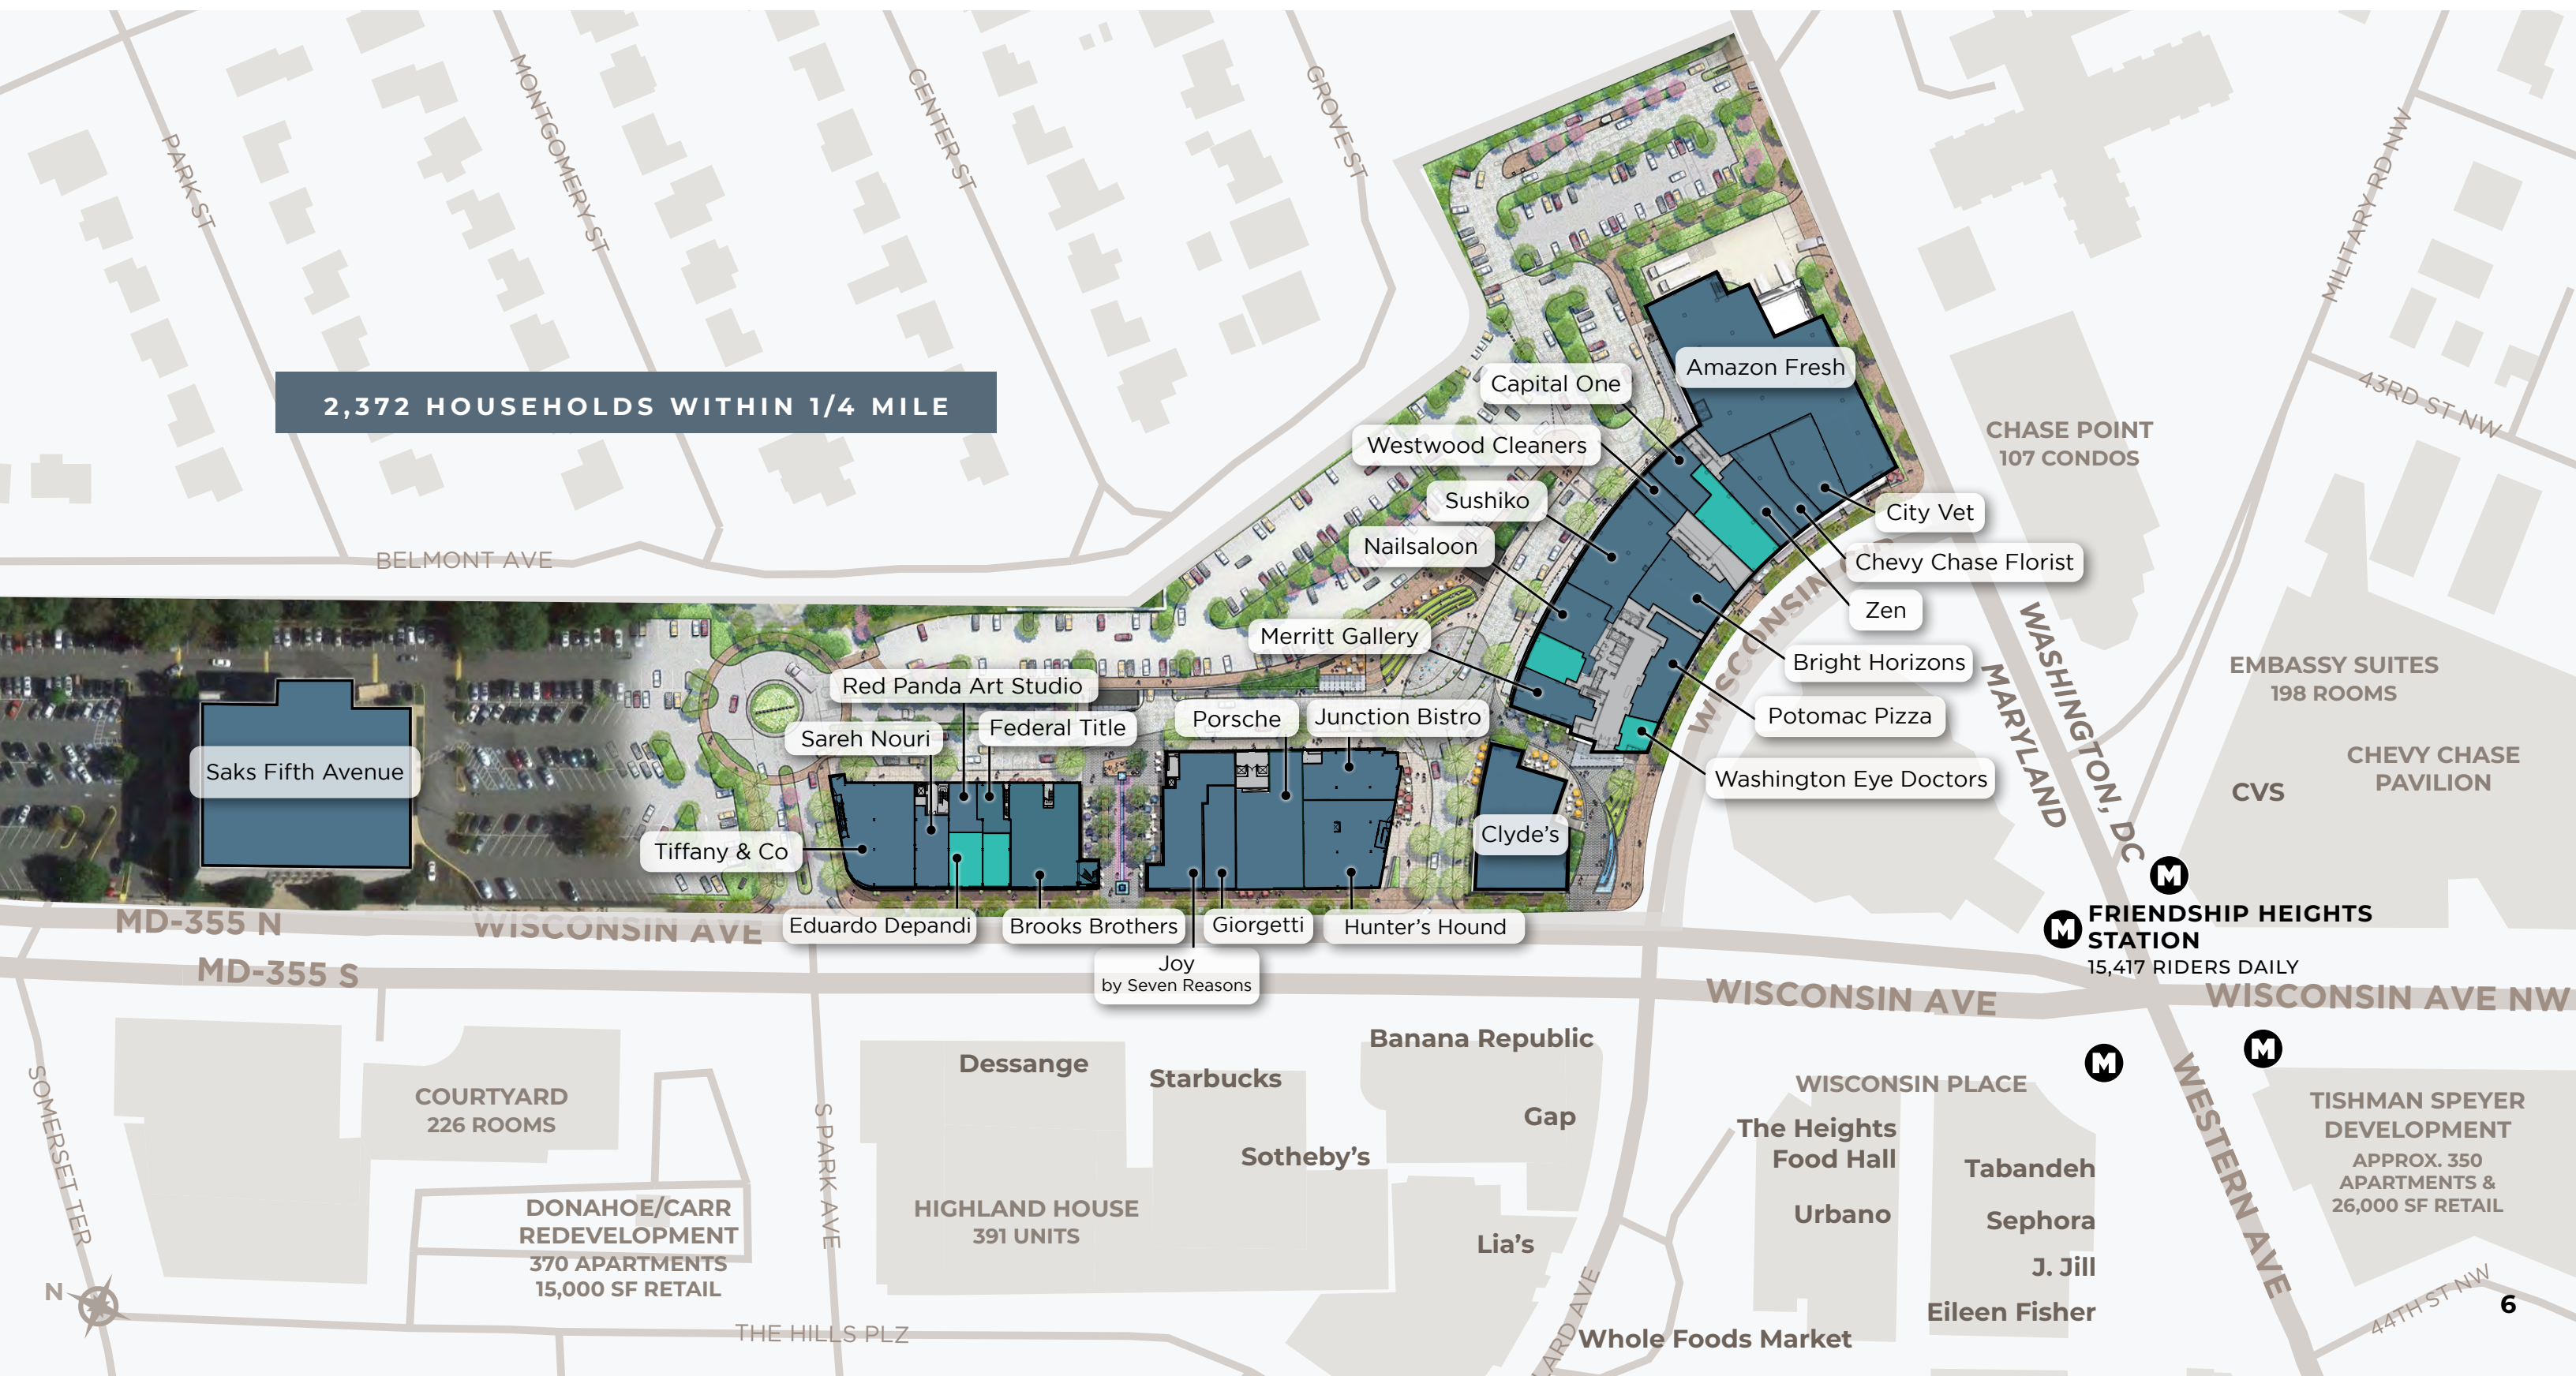 PARK ST
MONTGOMERY ST
CENTER ST
GROVE ST
MILITARY RD NW
43RD ST NW
2,372 HOUSEHOLDS WITHIN 1/4 MILE
BELMONT AVE
Amazon Fresh
Capital One
Westwood Cleaners
Sushiko
Nailsaloon
Merritt Gallery
City Vet
Chevy Chase Florist
Zen
Bright Horizons
Potomac Pizza
Washington Eye Doctors
CHASE POINT
107 CONDOS
WISCONSIN CIR
WASHINGTON, DC
MARYLAND
EMBASSY SUITES
198 ROOMS
CHEVY CHASE
PAVILION
CVS
Red Panda Art Studio
Federal Title
Sareh Nouri
Porsche
Junction Bistro
Saks Fifth Avenue
Tiffany & Co
Clyde's
Eduardo Depandi
Brooks Brothers
Giorgetti
Hunter's Hound
Joy
by Seven Reasons
M
M
FRIENDSHIP HEIGHTS
STATION
15,417 RIDERS DAILY
MD-355 N
WISCONSIN AVE
MD-355 S
WISCONSIN AVE
WISCONSIN AVE NW
M
M
SOMERSET TER
COURTYARD
226 ROOMS
DONAHOE/CARR
REDEVELOPMENT
370 APARTMENTS
15,000 SF RETAIL
S PARK AVE
Dessange
Starbucks
Banana Republic
Gap
Sotheby's
HIGHLAND HOUSE
391 UNITS
Lia's
WISCONSIN PLACE
The Heights
Food Hall
Urbano
Tabandeh
Sephora
J. Jill
Eileen Fisher
Whole Foods Market
WESTERN AVE
TISHMAN SPEYER
DEVELOPMENT
APPROX. 350
APARTMENTS &
26,000 SF RETAIL
44TH ST NW
N
THE HILLS PLZ
ARD AVE
6